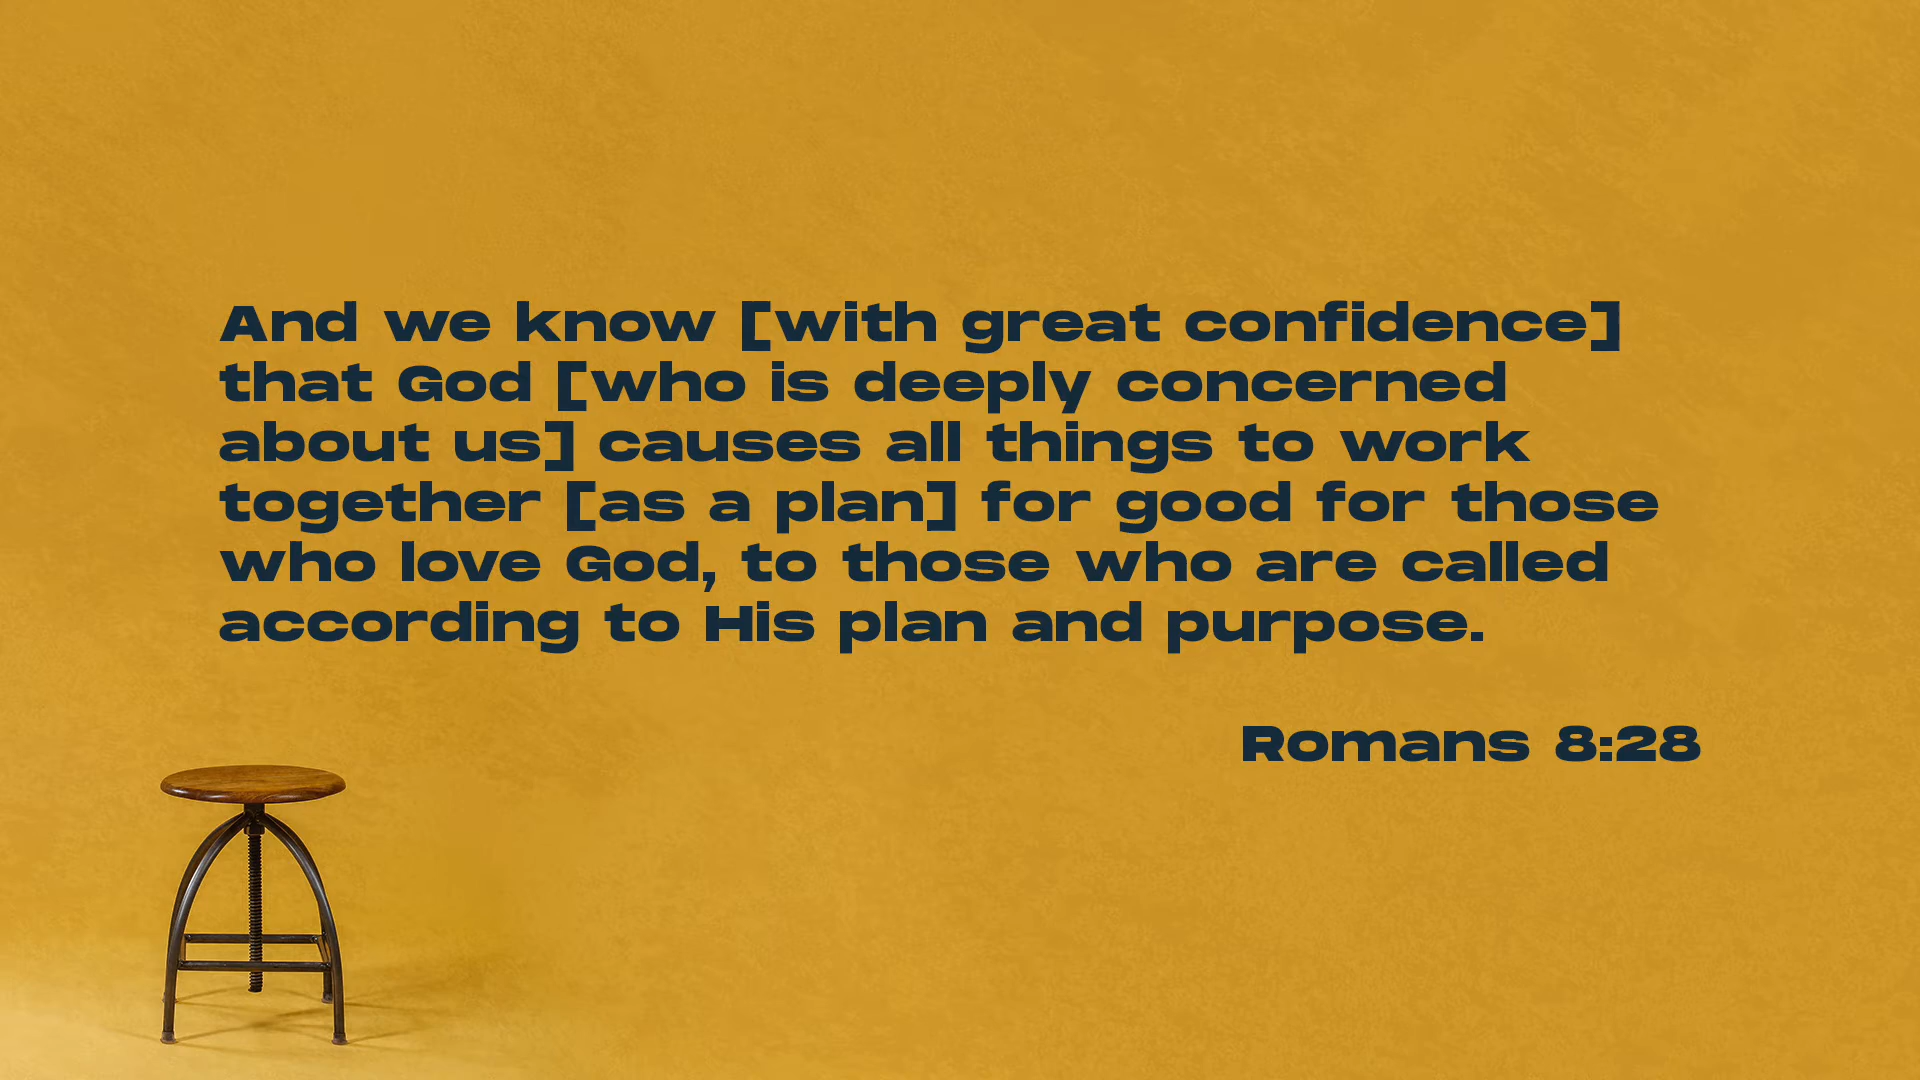 And we know [with great confidence]
that God [who is deeply concerned
about us] causes all things to work
together [as a plan] for good for those
who love God, to those who are called
according to His plan and purpose.
Romans 8:28